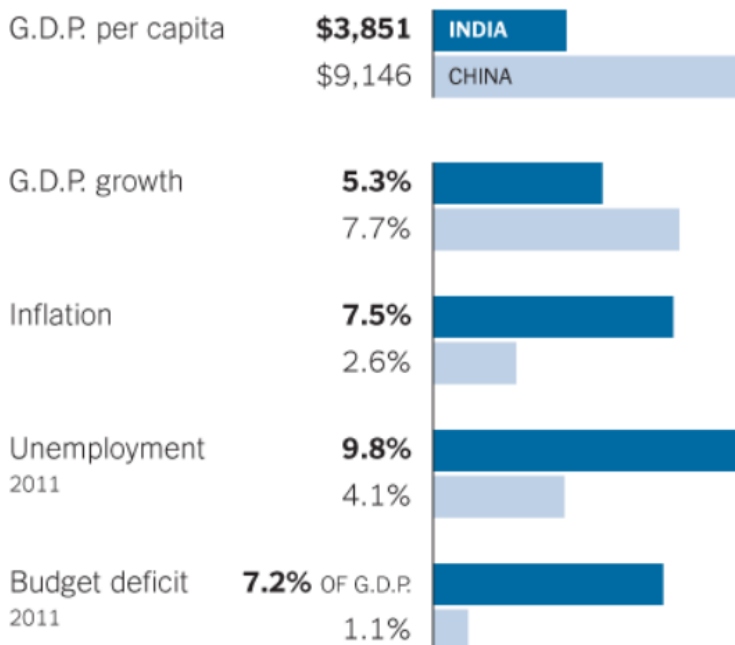 G.D.P. per capita $3,851 INDIA
$9,146 CHINA
G.D.P. growth 5.3%
7.7%
Inflation 7.5%
2.6%
Unemployment 9.8%
2011 4.1%
Budget deficit 7.2% OF G.D.P.
2011 1.1%